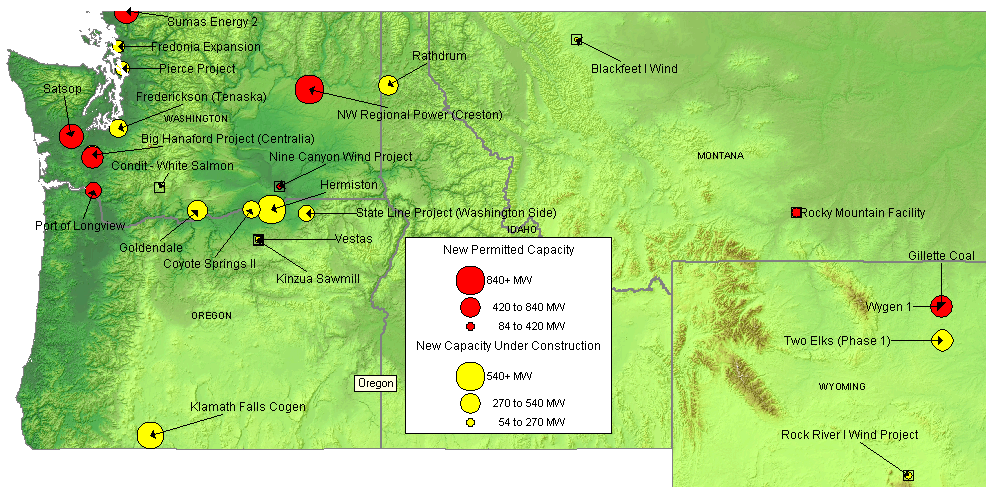 Sumas Energy 2
Fredonia Expansion
Pierce Project
Rathdrum
Blackfeet I Wind
Satsop
Frederickson (Tenaska)
WASHINGTON
NW Regional Power (Creston)
Big Hanaford Project (Centralia)
Condit - White Salmon
Nine Canyon Wind Project
MONTANA
Hermiston
Port of Longview
State Line Project (Washington Side)
Rocky Mountain Facility
IDAHO
Goldendale
Vestas
Coyote Springs II
Kinzua Sawmill
Gillette Coal
New Permitted Capacity
840+ MW
420 to 840 MW
84 to 420 MW
New Capacity Under Construction
540+ MW
270 to 540 MW
54 to 270 MW
Wygen 1
OREGON
Two Elks (Phase 1)
Oregon
WYOMING
Klamath Falls Cogen
Rock River I Wind Project